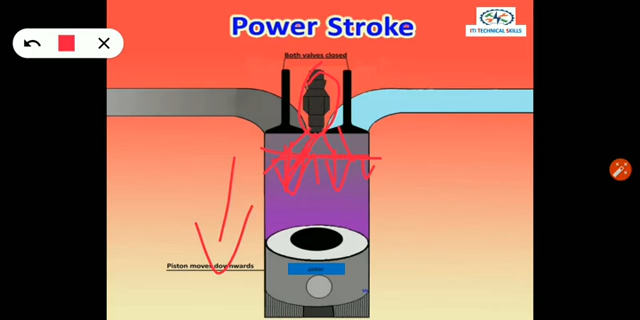 Power Stroke
ITI TECHNICAL SKILLS
Both valves closed
Piston moves downwards